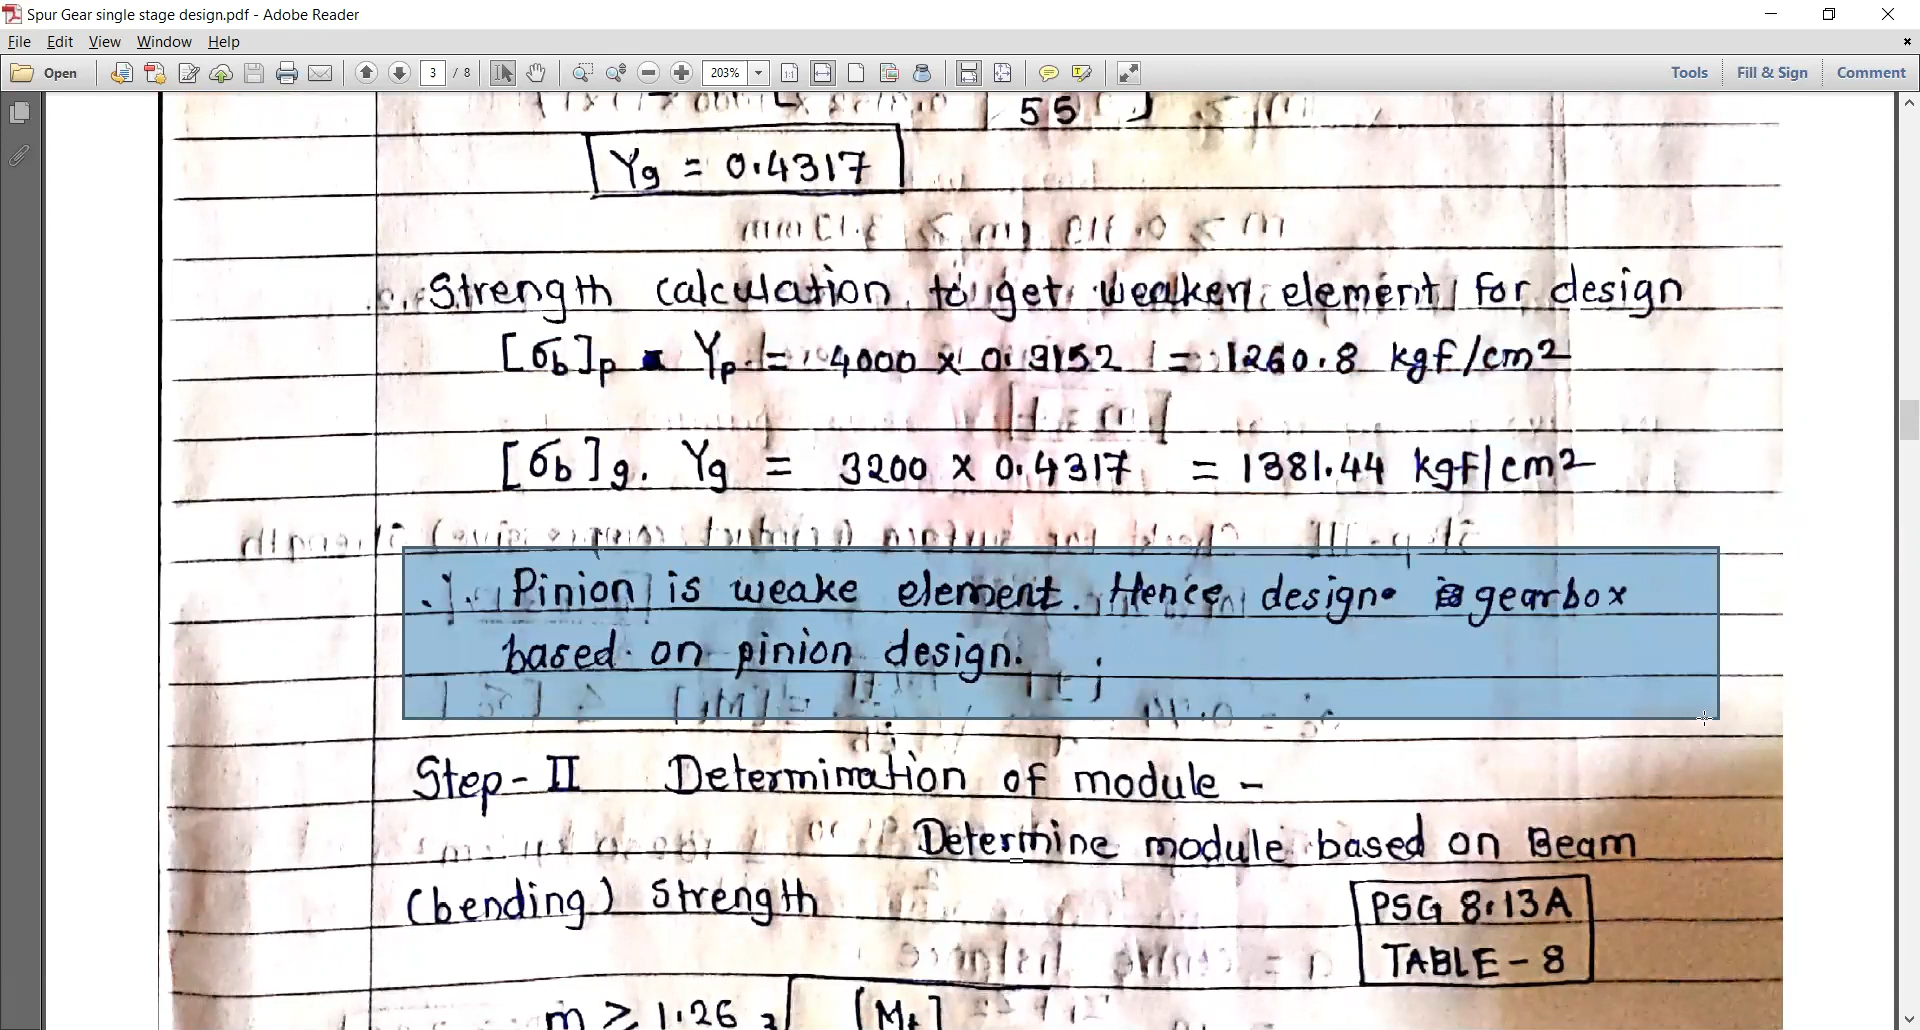 Spur Gear single stage design.pdf - Adobe Reader
File Edit View Window Help
Open 3 / 8 203% Tools Fill & Sign Comment
55
Yg = 0.4317
Strength calculation to get weaker element for design
[σb]p · Yp = 4000 x 0.3152 = 1260.8 kgf/cm2
[σb]g. Yg = 3200 x 0.4317 = 1381.44 kgf/cm2
Pinion is weake element. Hence design gearbox
based on pinion design.
Step-II Determination of module -
Determine module based on Beam
(bending) Strength
PSG 8.13A
TABLE-8
m ≥ 1.26 3√ [Mt]